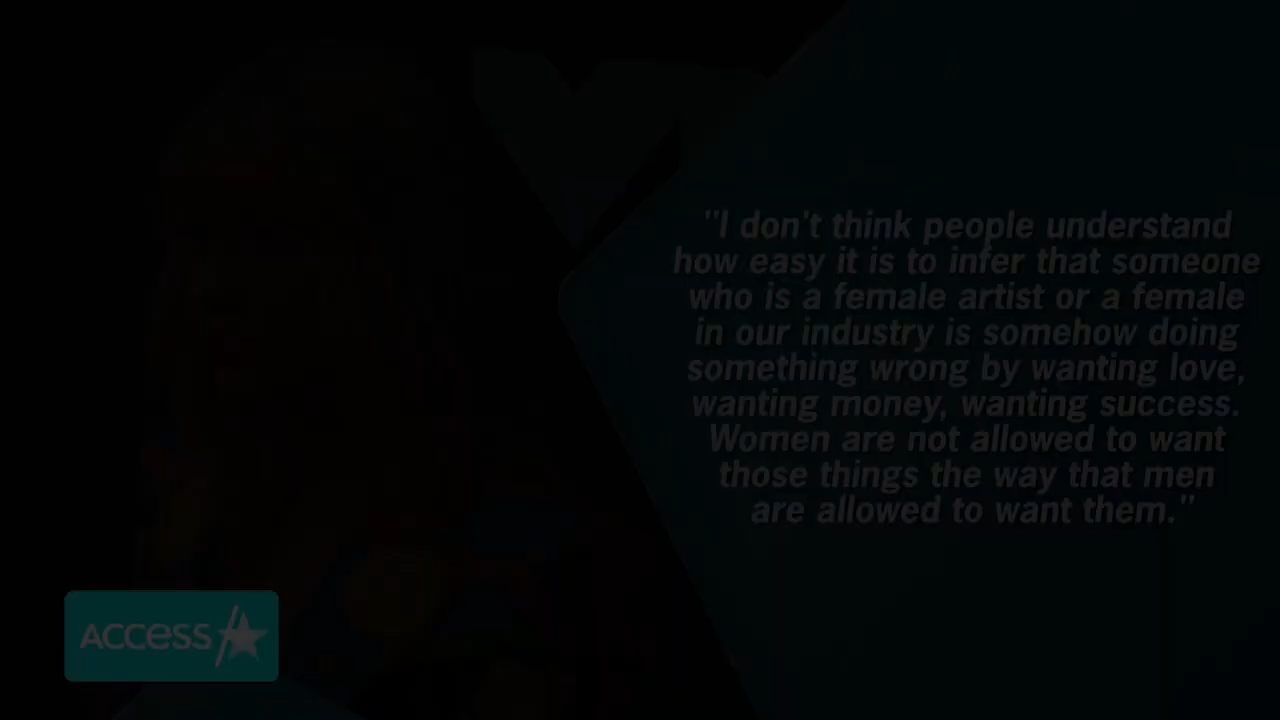 "I don't think people understand
how easy it is to infer that someone
who is a female artist or a female
in our industry is somehow doing
something wrong by wanting love,
wanting money, wanting success.
Women are not allowed to want
those things the way that men
are allowed to want them."
ACCESS